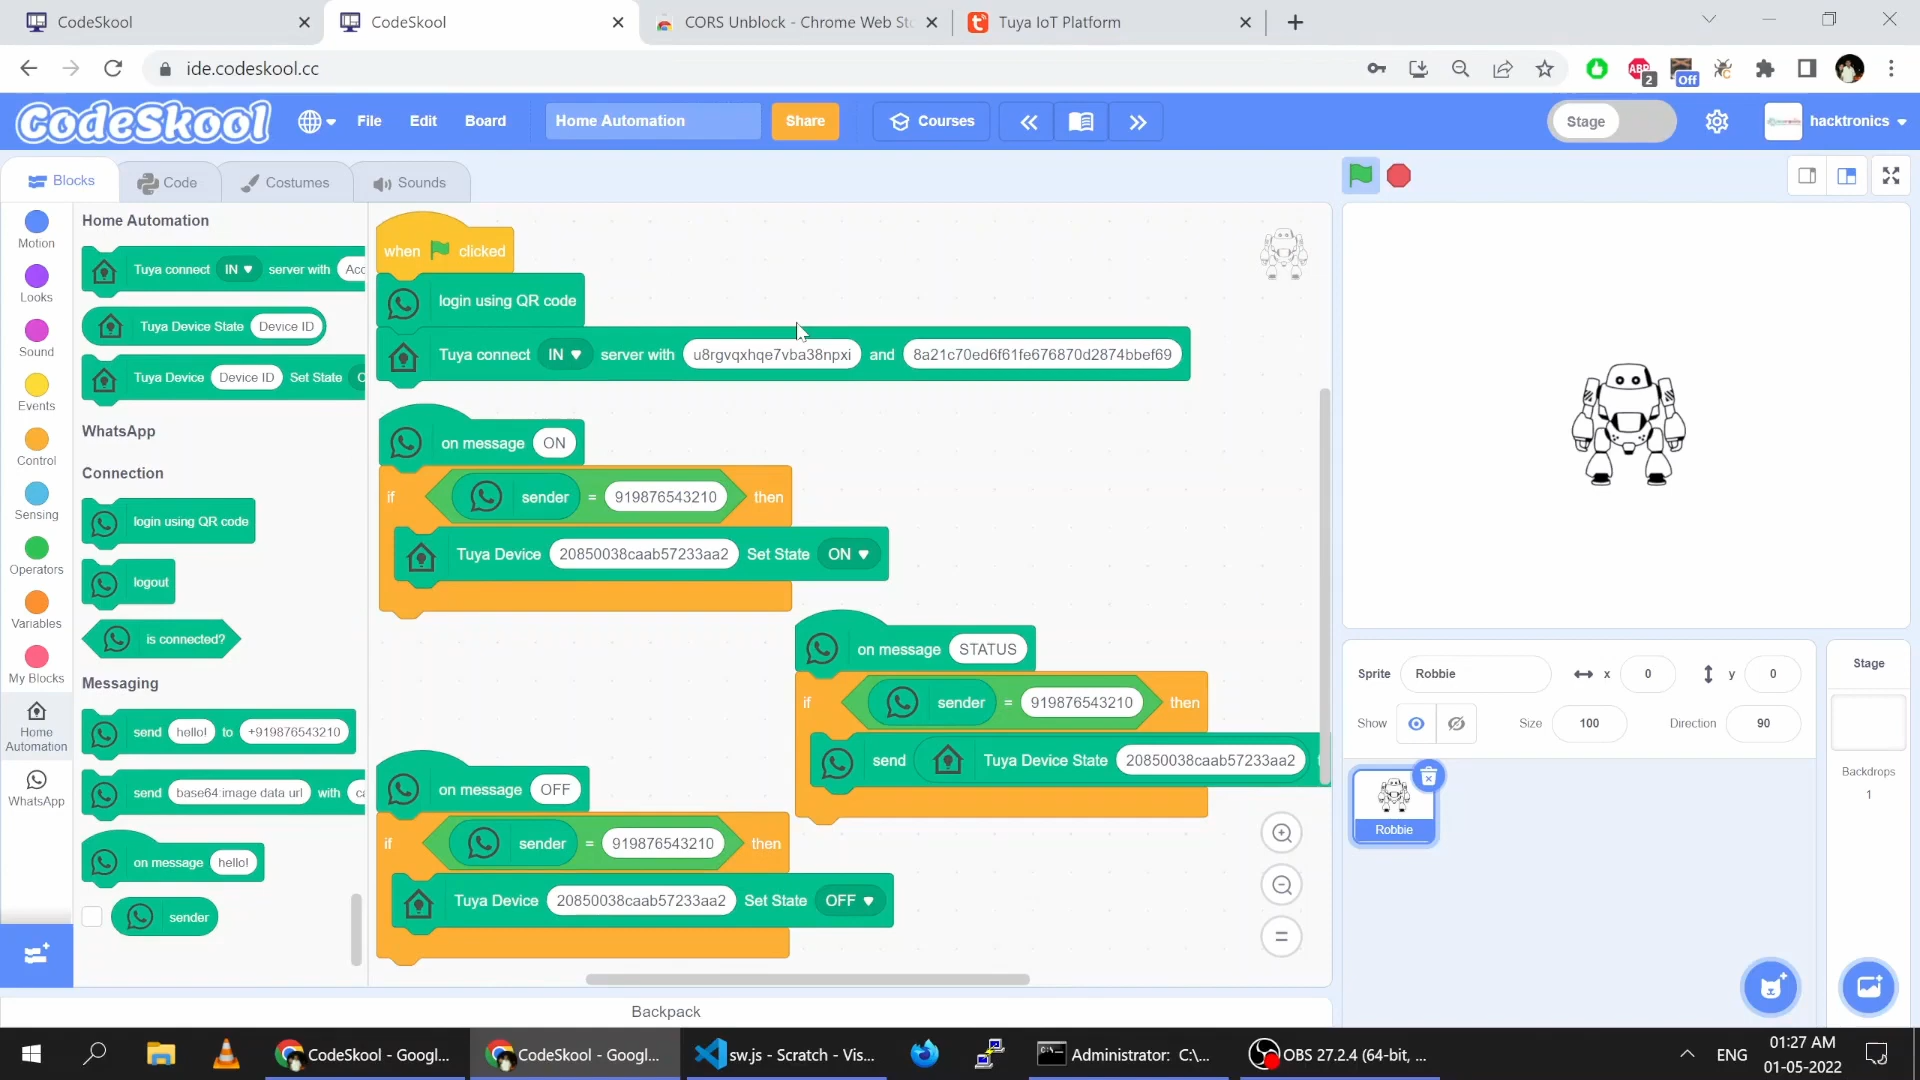 CodeSkool
CodeSkool
CORS Unblock - Chrome Web Sto
Tuya IoT Platform
ide.codeskool.cc
ABP
2
Off
CodeSkool
File
Edit
Board
Home Automation
Share
Courses
Stage
hacktronics
Blocks
Code
Costumes
Sounds
Motion
Looks
Sound
Events
Control
Sensing
Operators
Variables
My Blocks
Home
Automation
WhatsApp
Home Automation
Tuya connect IN server with Acc
Tuya Device State Device ID
Tuya Device Device ID Set State
WhatsApp
Connection
login using QR code
logout
is connected?
Messaging
send hello! to +919876543210
send base64:image data url with ca
on message hello!
sender
when clicked
login using QR code
Tuya connect IN server with u8rgvqxhqe7vba38npxi and 8a21c70ed6f61fe676870d2874bbef69
on message ON
if sender = 919876543210 then
Tuya Device 20850038caab57233aa2 Set State ON
on message STATUS
if sender = 919876543210 then
send Tuya Device State 20850038caab57233aa2
on message OFF
if sender = 919876543210 then
Tuya Device 20850038caab57233aa2 Set State OFF
Backpack
Sprite Robbie x 0 y 0
Show Size 100 Direction 90
Robbie
Stage
Backdrops
1
CodeSkool - Googl...
CodeSkool - Googl...
sw.js - Scratch - Vis...
Administrator: C:\...
OBS 27.2.4 (64-bit, ...
ENG
01:27 AM
01-05-2022